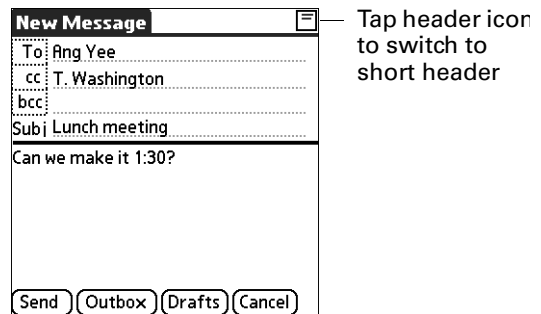 New Message
Tap header icon
to switch to
short header
To Ang Yee
cc T. Washington
bcc
Subj Lunch meeting
Can we make it 1:30?
Send Outbox Drafts Cancel